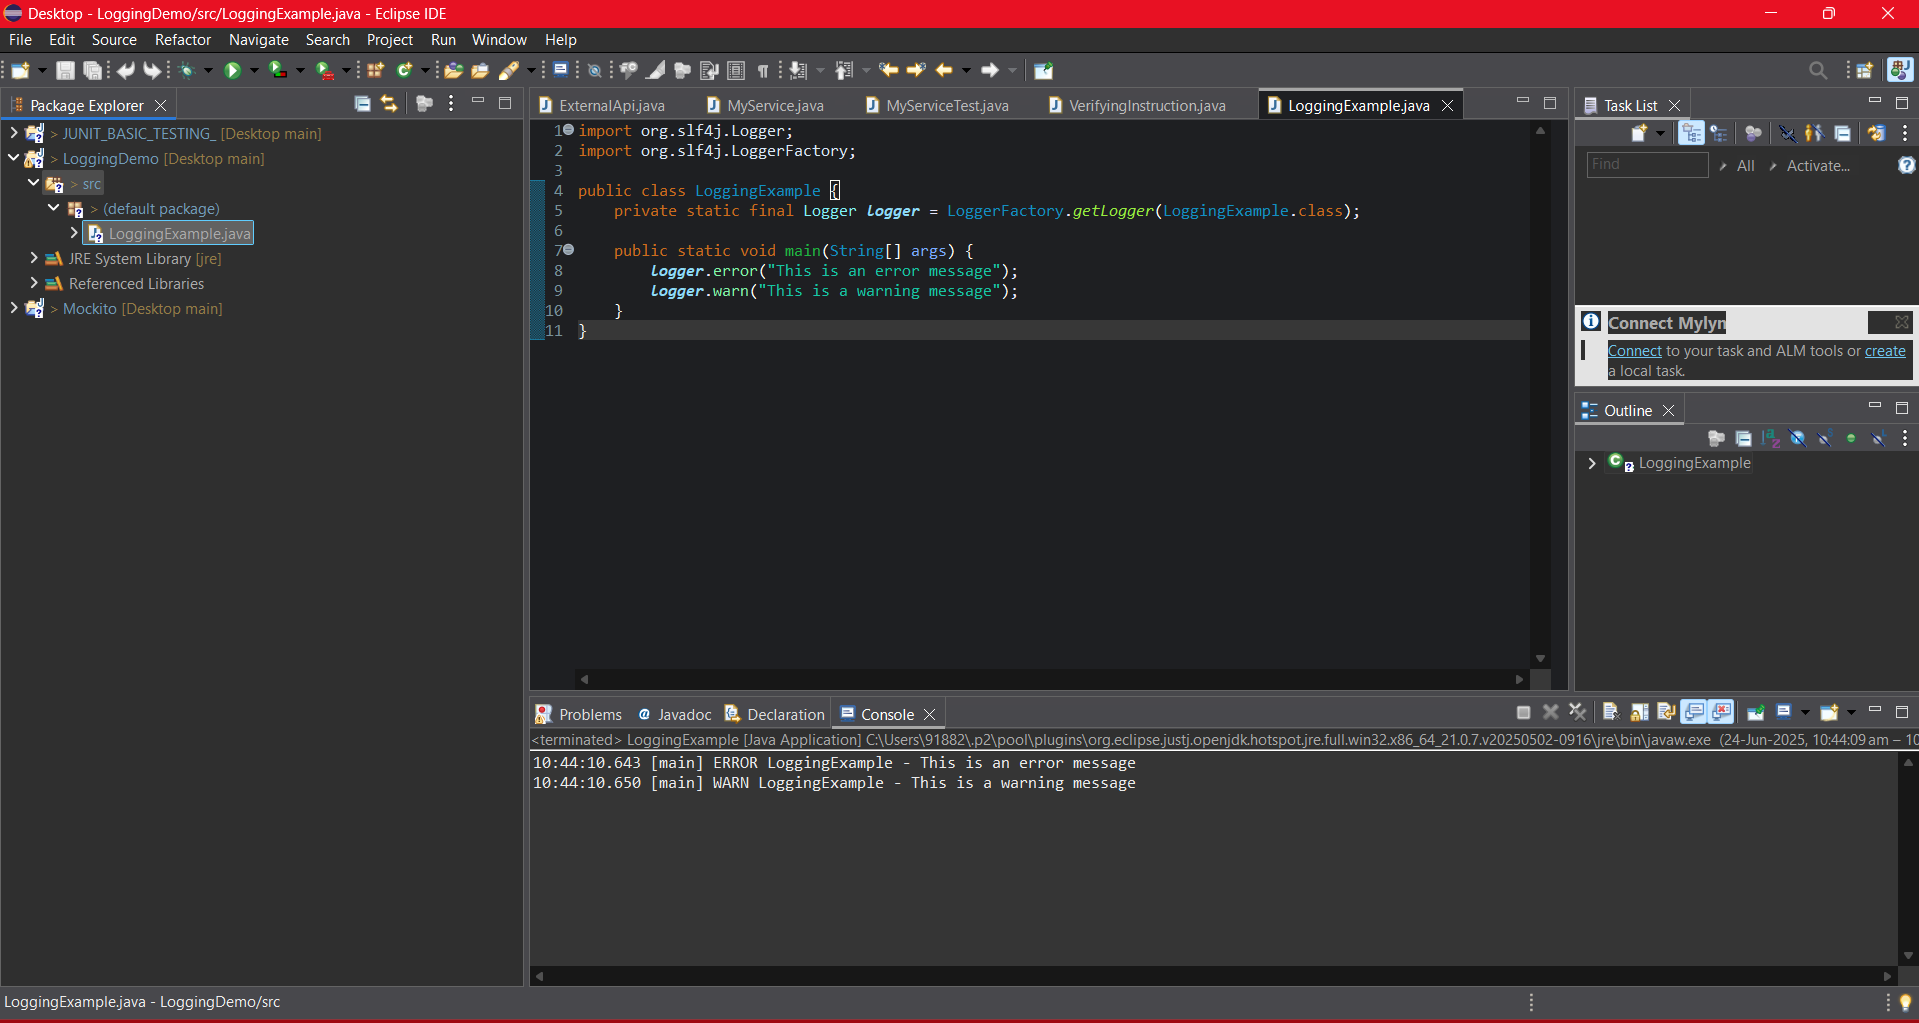 Desktop - LoggingDemo/src/LoggingExample.java - Eclipse IDE
File Edit Source Refactor Navigate Search Project Run Window Help
Package Explorer
> JUNIT_BASIC_TESTING_ [Desktop main]
> LoggingDemo [Desktop main]
> src
> (default package)
LoggingExample.java
JRE System Library [jre]
Referenced Libraries
> Mockito [Desktop main]
ExternalApi.java MyService.java MyServiceTest.java VerifyingInstruction.java LoggingExample.java
1 import org.slf4j.Logger;
2 import org.slf4j.LoggerFactory;
3
4 public class LoggingExample {
5     private static final Logger logger = LoggerFactory.getLogger(LoggingExample.class);
6
7     public static void main(String[] args) {
8         logger.error("This is an error message");
9         logger.warn("This is a warning message");
10     }
11 }
Task List
Find All Activate...
Connect Mylyn
Connect to your task and ALM tools or create
a local task.
Outline
LoggingExample
Problems Javadoc Declaration Console
<terminated> LoggingExample [Java Application] C:\Users\91882\.p2\pool\plugins\org.eclipse.justj.openjdk.hotspot.jre.full.win32.x86_64_21.0.7.v20250502-0916\jre\bin\javaw.exe (24-Jun-2025, 10:44:09 am – 10
10:44:10.643 [main] ERROR LoggingExample - This is an error message
10:44:10.650 [main] WARN LoggingExample - This is a warning message
LoggingExample.java - LoggingDemo/src